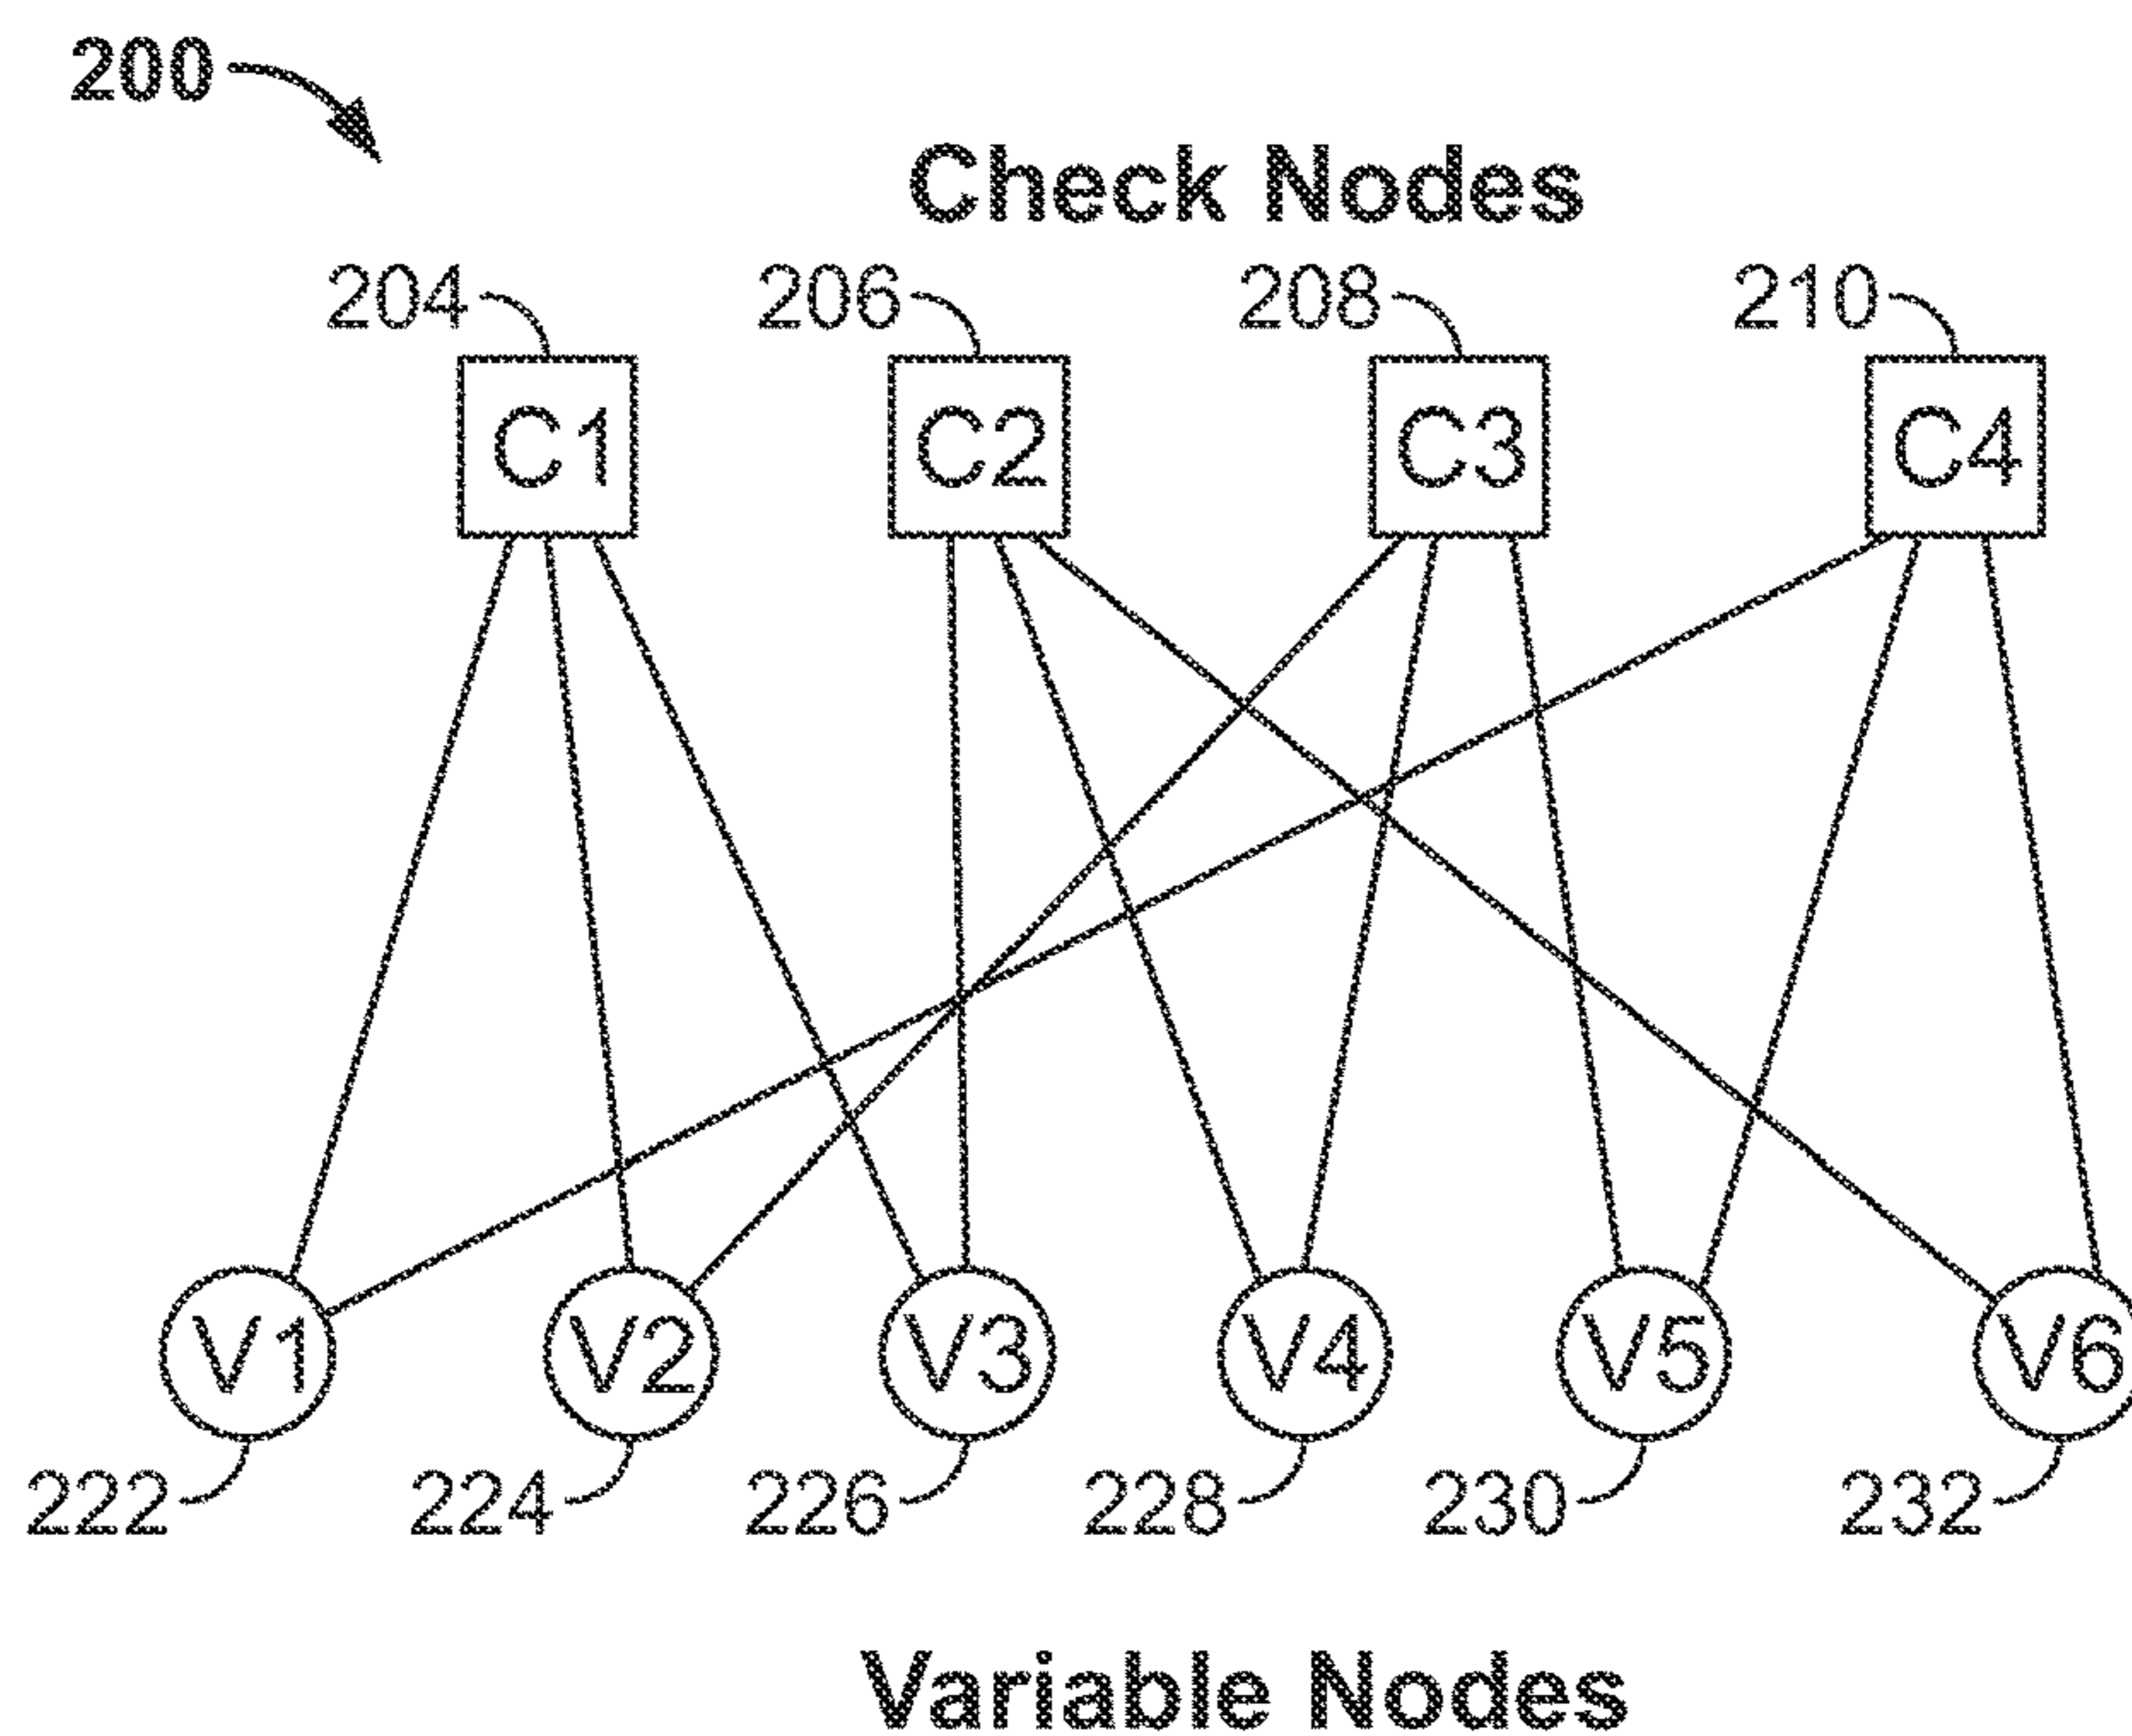 200
Check Nodes
204 206 208 210
C1 C2 C3 C4
V1 V2 V3 V4 V5 V6
222 224 226 228 230 232
Variable Nodes